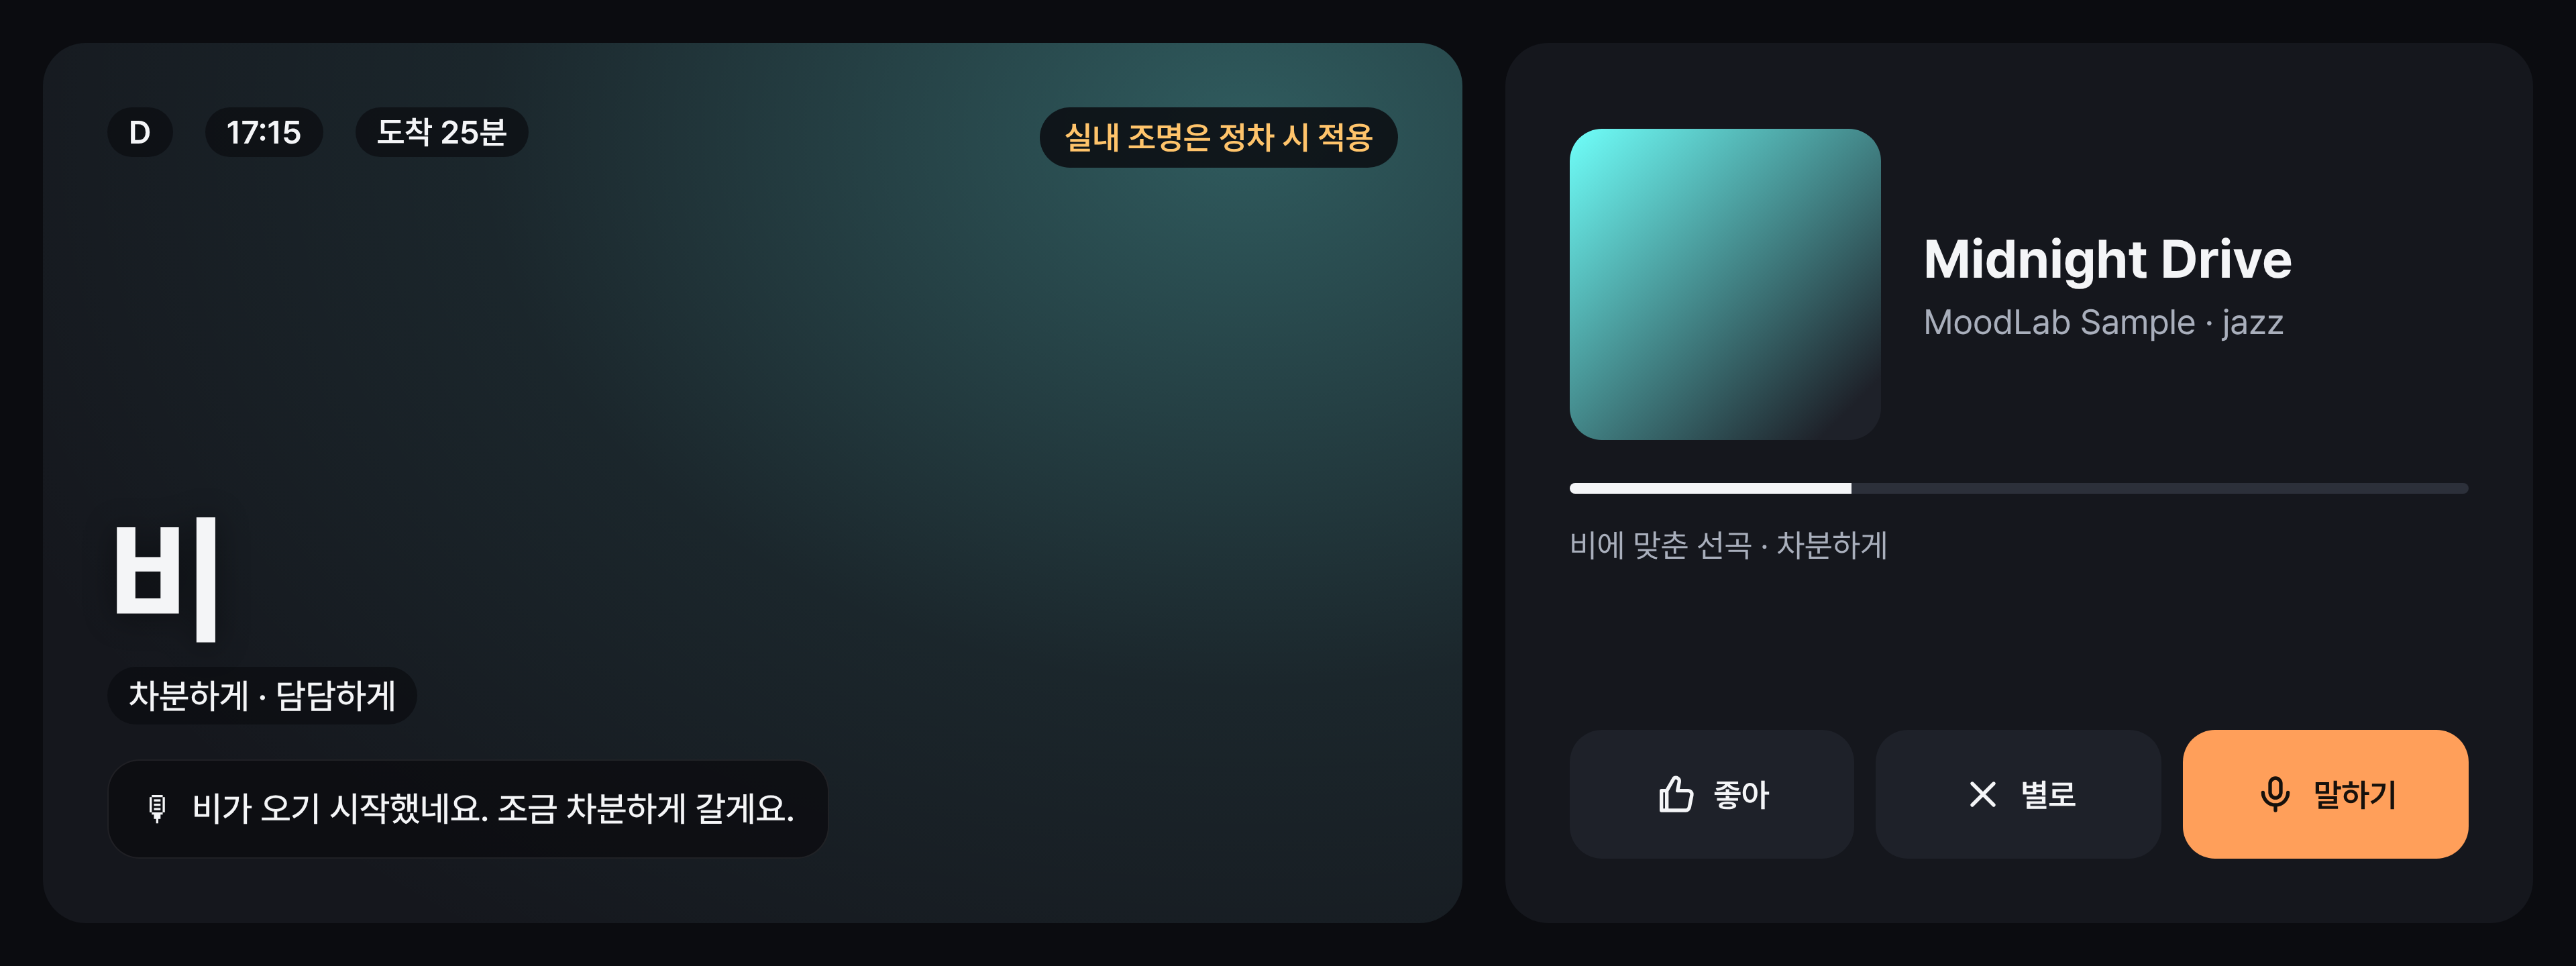 D 17:15 도착 25분
실내 조명은 정차 시 적용
비
차분하게 · 담담하게
비가 오기 시작했네요. 조금 차분하게 갈게요.
Midnight Drive
MoodLab Sample · jazz
비에 맞춘 선곡 · 차분하게
좋아
별로
말하기